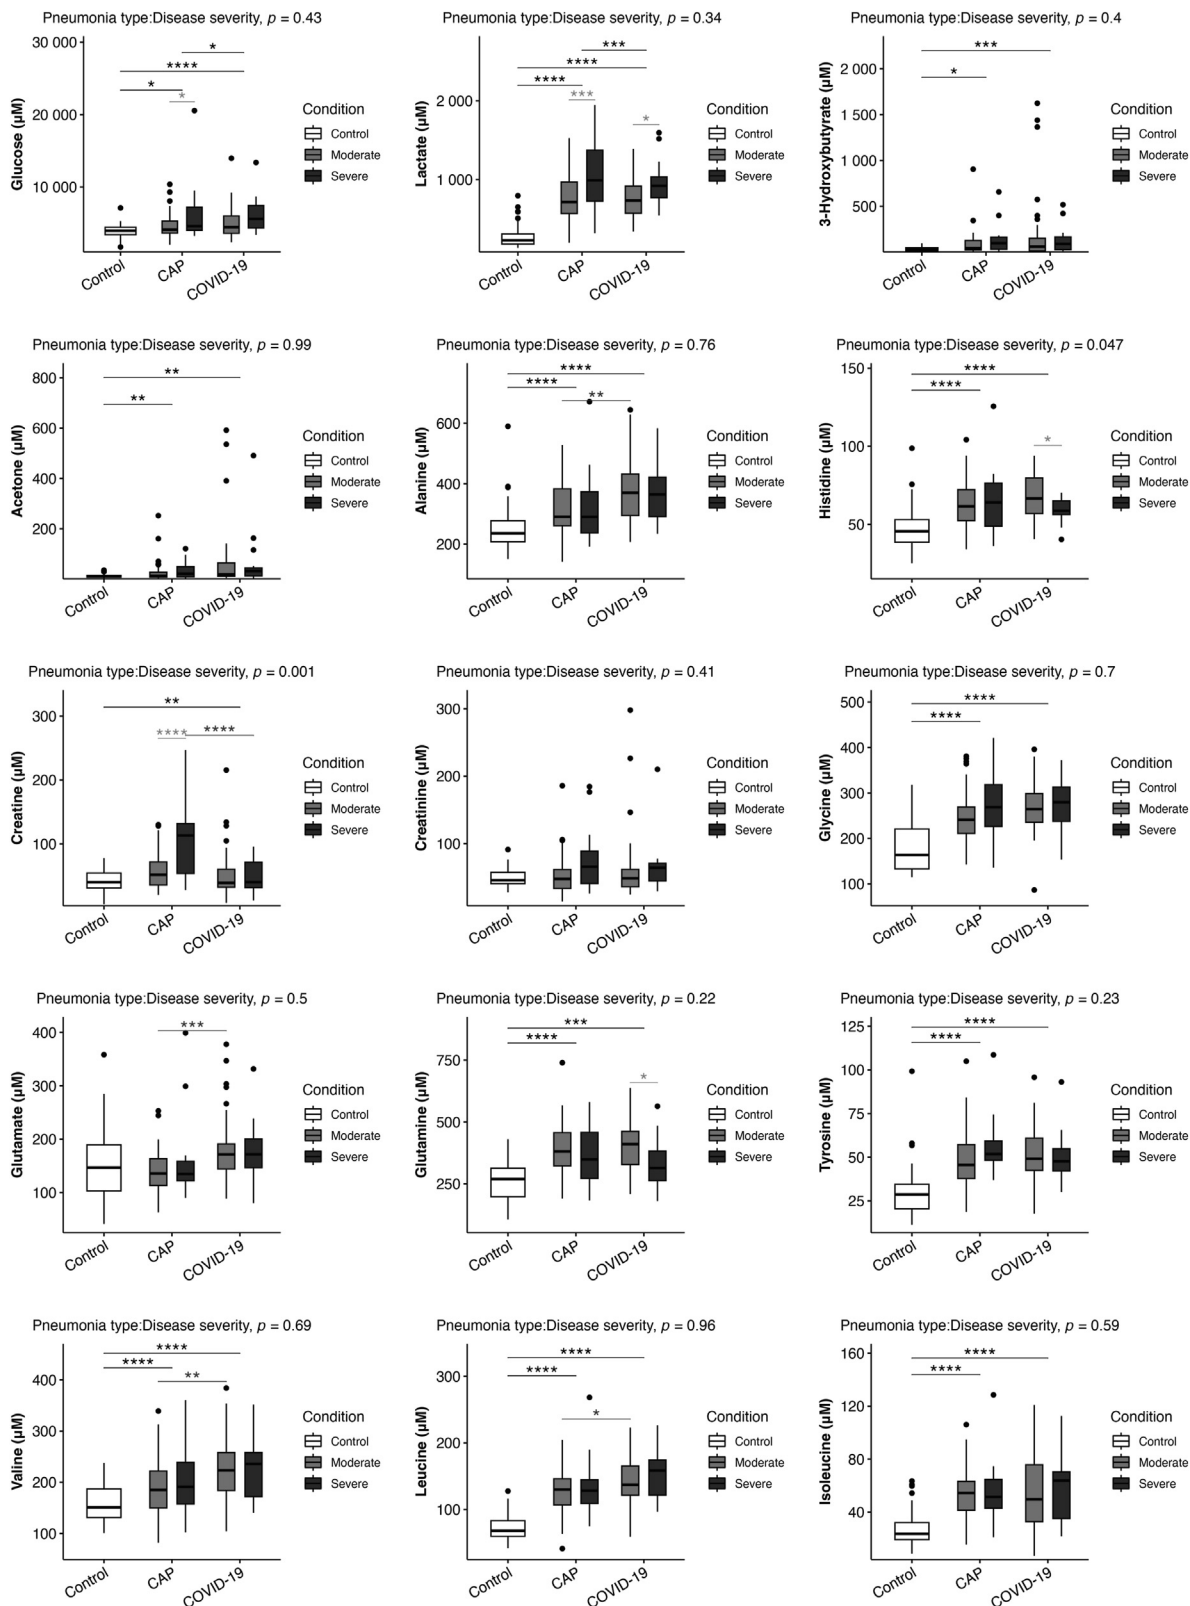 Pneumonia type:Disease severity, p = 0.43
Glucose (µM)
30 000
20 000
10 000
*
****
*
*
Condition
Control
Moderate
Severe
Control
CAP
COVID-19
Pneumonia type:Disease severity, p = 0.34
Lactate (µM)
2 000
1 000
***
****
****
***
*
Condition
Control
Moderate
Severe
Control
CAP
COVID-19
Pneumonia type:Disease severity, p = 0.4
3-Hydroxybutyrate (µM)
2 000
1 500
1 000
500
***
*
Condition
Control
Moderate
Severe
Control
CAP
COVID-19
Pneumonia type:Disease severity, p = 0.99
Acetone (µM)
800
600
400
200
**
**
Condition
Control
Moderate
Severe
Control
CAP
COVID-19
Pneumonia type:Disease severity, p = 0.76
Alanine (µM)
600
400
200
****
****
**
Condition
Control
Moderate
Severe
Control
CAP
COVID-19
Pneumonia type:Disease severity, p = 0.047
Histidine (µM)
150
100
50
****
****
*
Condition
Control
Moderate
Severe
Control
CAP
COVID-19
Pneumonia type:Disease severity, p = 0.001
Creatine (µM)
300
200
100
**
****
****
Condition
Control
Moderate
Severe
Control
CAP
COVID-19
Pneumonia type:Disease severity, p = 0.41
Creatinine (µM)
300
200
100
Condition
Control
Moderate
Severe
Control
CAP
COVID-19
Pneumonia type:Disease severity, p = 0.7
Glycine (µM)
500
400
300
200
100
****
****
Condition
Control
Moderate
Severe
Control
CAP
COVID-19
Pneumonia type:Disease severity, p = 0.5
Glutamate (µM)
400
300
200
100
***
Condition
Control
Moderate
Severe
Control
CAP
COVID-19
Pneumonia type:Disease severity, p = 0.22
Glutamine (µM)
750
500
250
***
****
*
Condition
Control
Moderate
Severe
Control
CAP
COVID-19
Pneumonia type:Disease severity, p = 0.23
Tyrosine (µM)
125
100
75
50
25
****
****
Condition
Control
Moderate
Severe
Control
CAP
COVID-19
Pneumonia type:Disease severity, p = 0.69
Valine (µM)
400
300
200
100
****
****
**
Condition
Control
Moderate
Severe
Control
CAP
COVID-19
Pneumonia type:Disease severity, p = 0.96
Leucine (µM)
300
200
100
****
****
*
Condition
Control
Moderate
Severe
Control
CAP
COVID-19
Pneumonia type:Disease severity, p = 0.59
Isoleucine (µM)
160
120
80
40
****
****
Condition
Control
Moderate
Severe
Control
CAP
COVID-19